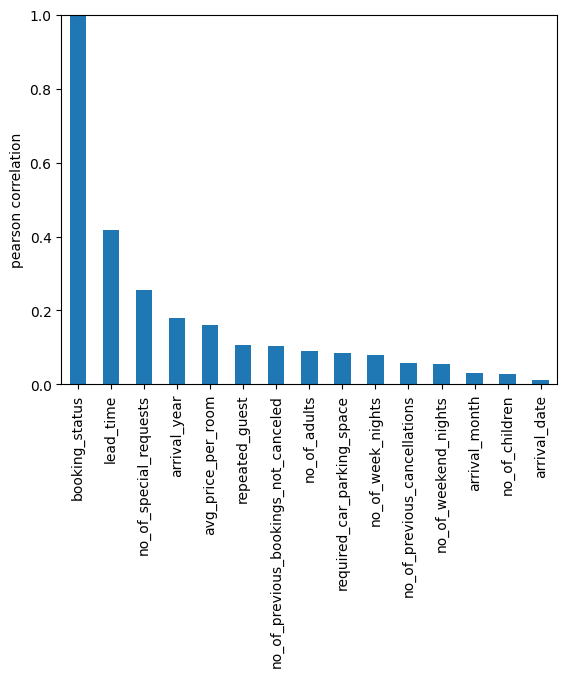 1.0
0.8
0.6
0.4
0.2
0.0
pearson correlation
booking_status
lead_time
no_of_special_requests
arrival_year
avg_price_per_room
repeated_guest
no_of_previous_bookings_not_canceled
no_of_adults
required_car_parking_space
no_of_week_nights
no_of_previous_cancellations
no_of_weekend_nights
arrival_month
no_of_children
arrival_date